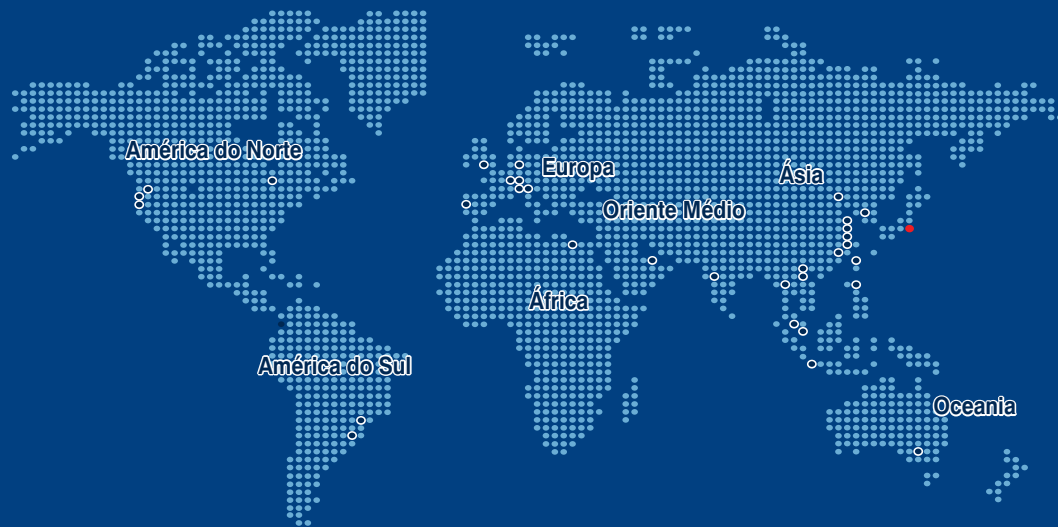 América do Norte
Europa
Ásia
Oriente Médio
África
América do Sul
Oceania